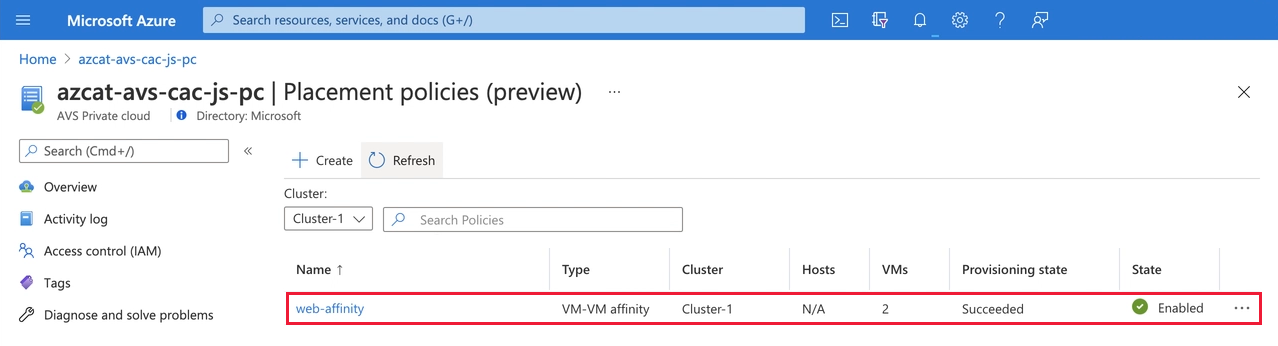 Microsoft Azure
Search resources, services, and docs (G+/)
Home > azcat-avs-cac-js-pc
azcat-avs-cac-js-pc | Placement policies (preview) ...
AVS Private cloud
Directory: Microsoft
Search (Cmd+/)
«
Overview
Activity log
Access control (IAM)
Tags
Diagnose and solve problems
+ Create Refresh
Cluster:
Cluster-1 Search Policies
Name ↑ Type Cluster Hosts VMs Provisioning state State
web-affinity VM-VM affinity Cluster-1 N/A 2 Succeeded Enabled ...